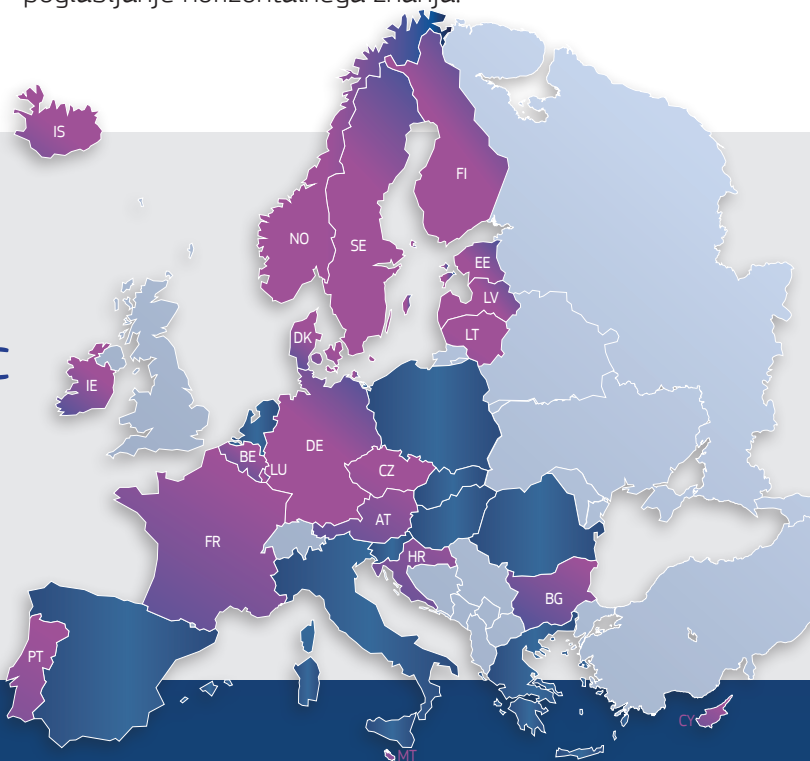 poglabljanje horizontalnega znanja.
IS
FI
NO
SE
EE
LV
LT
DK
IE
DE
BE
LU
CZ
AT
FR
HR
BG
PT
CY
MT